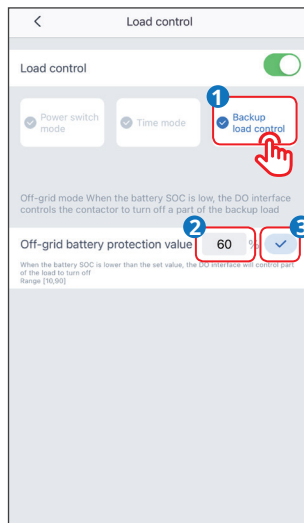 Load control
Load control
1
Power switch
mode
Time mode
Backup
load control
Off-grid mode When the battery SOC is low, the DO interface
controls the contactor to turn off a part of the backup load
2
3
Off-grid battery protection value 60 %
When the battery SOC is lower than the set value, the DO interface will control part
of the load to turn off
Range [10,90]